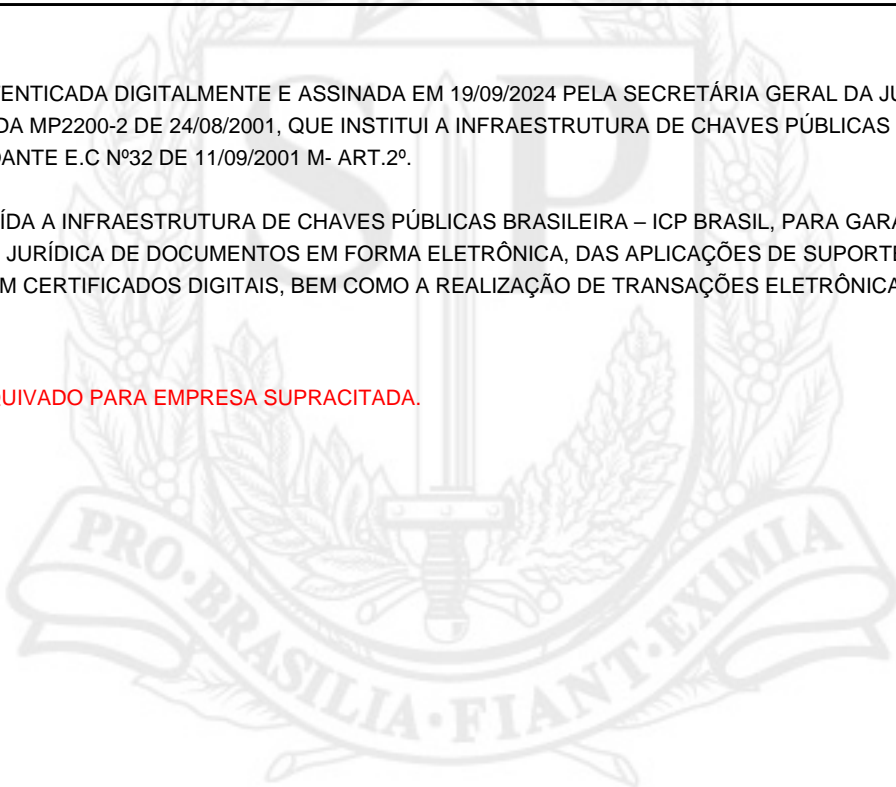 ENTICADA DIGITALMENTE E ASSINADA EM 19/09/2024 PELA SECRETÁRIA GERAL DA JU
DA MP2200-2 DE 24/08/2001, QUE INSTITUI A INFRAESTRUTURA DE CHAVES PÚBLICAS
DANTE E.C Nº32 DE 11/09/2001 M- ART.2º.
ÍDA A INFRAESTRUTURA DE CHAVES PÚBLICAS BRASILEIRA – ICP BRASIL, PARA GARA
JURÍDICA DE DOCUMENTOS EM FORMA ELETRÔNICA, DAS APLICAÇÕES DE SUPORTE
M CERTIFICADOS DIGITAIS, BEM COMO A REALIZAÇÃO DE TRANSAÇÕES ELETRÔNICA
UIVADO PARA EMPRESA SUPRACITADA.
SP
PRO·BRASILIA·FIANT·EXIMIA